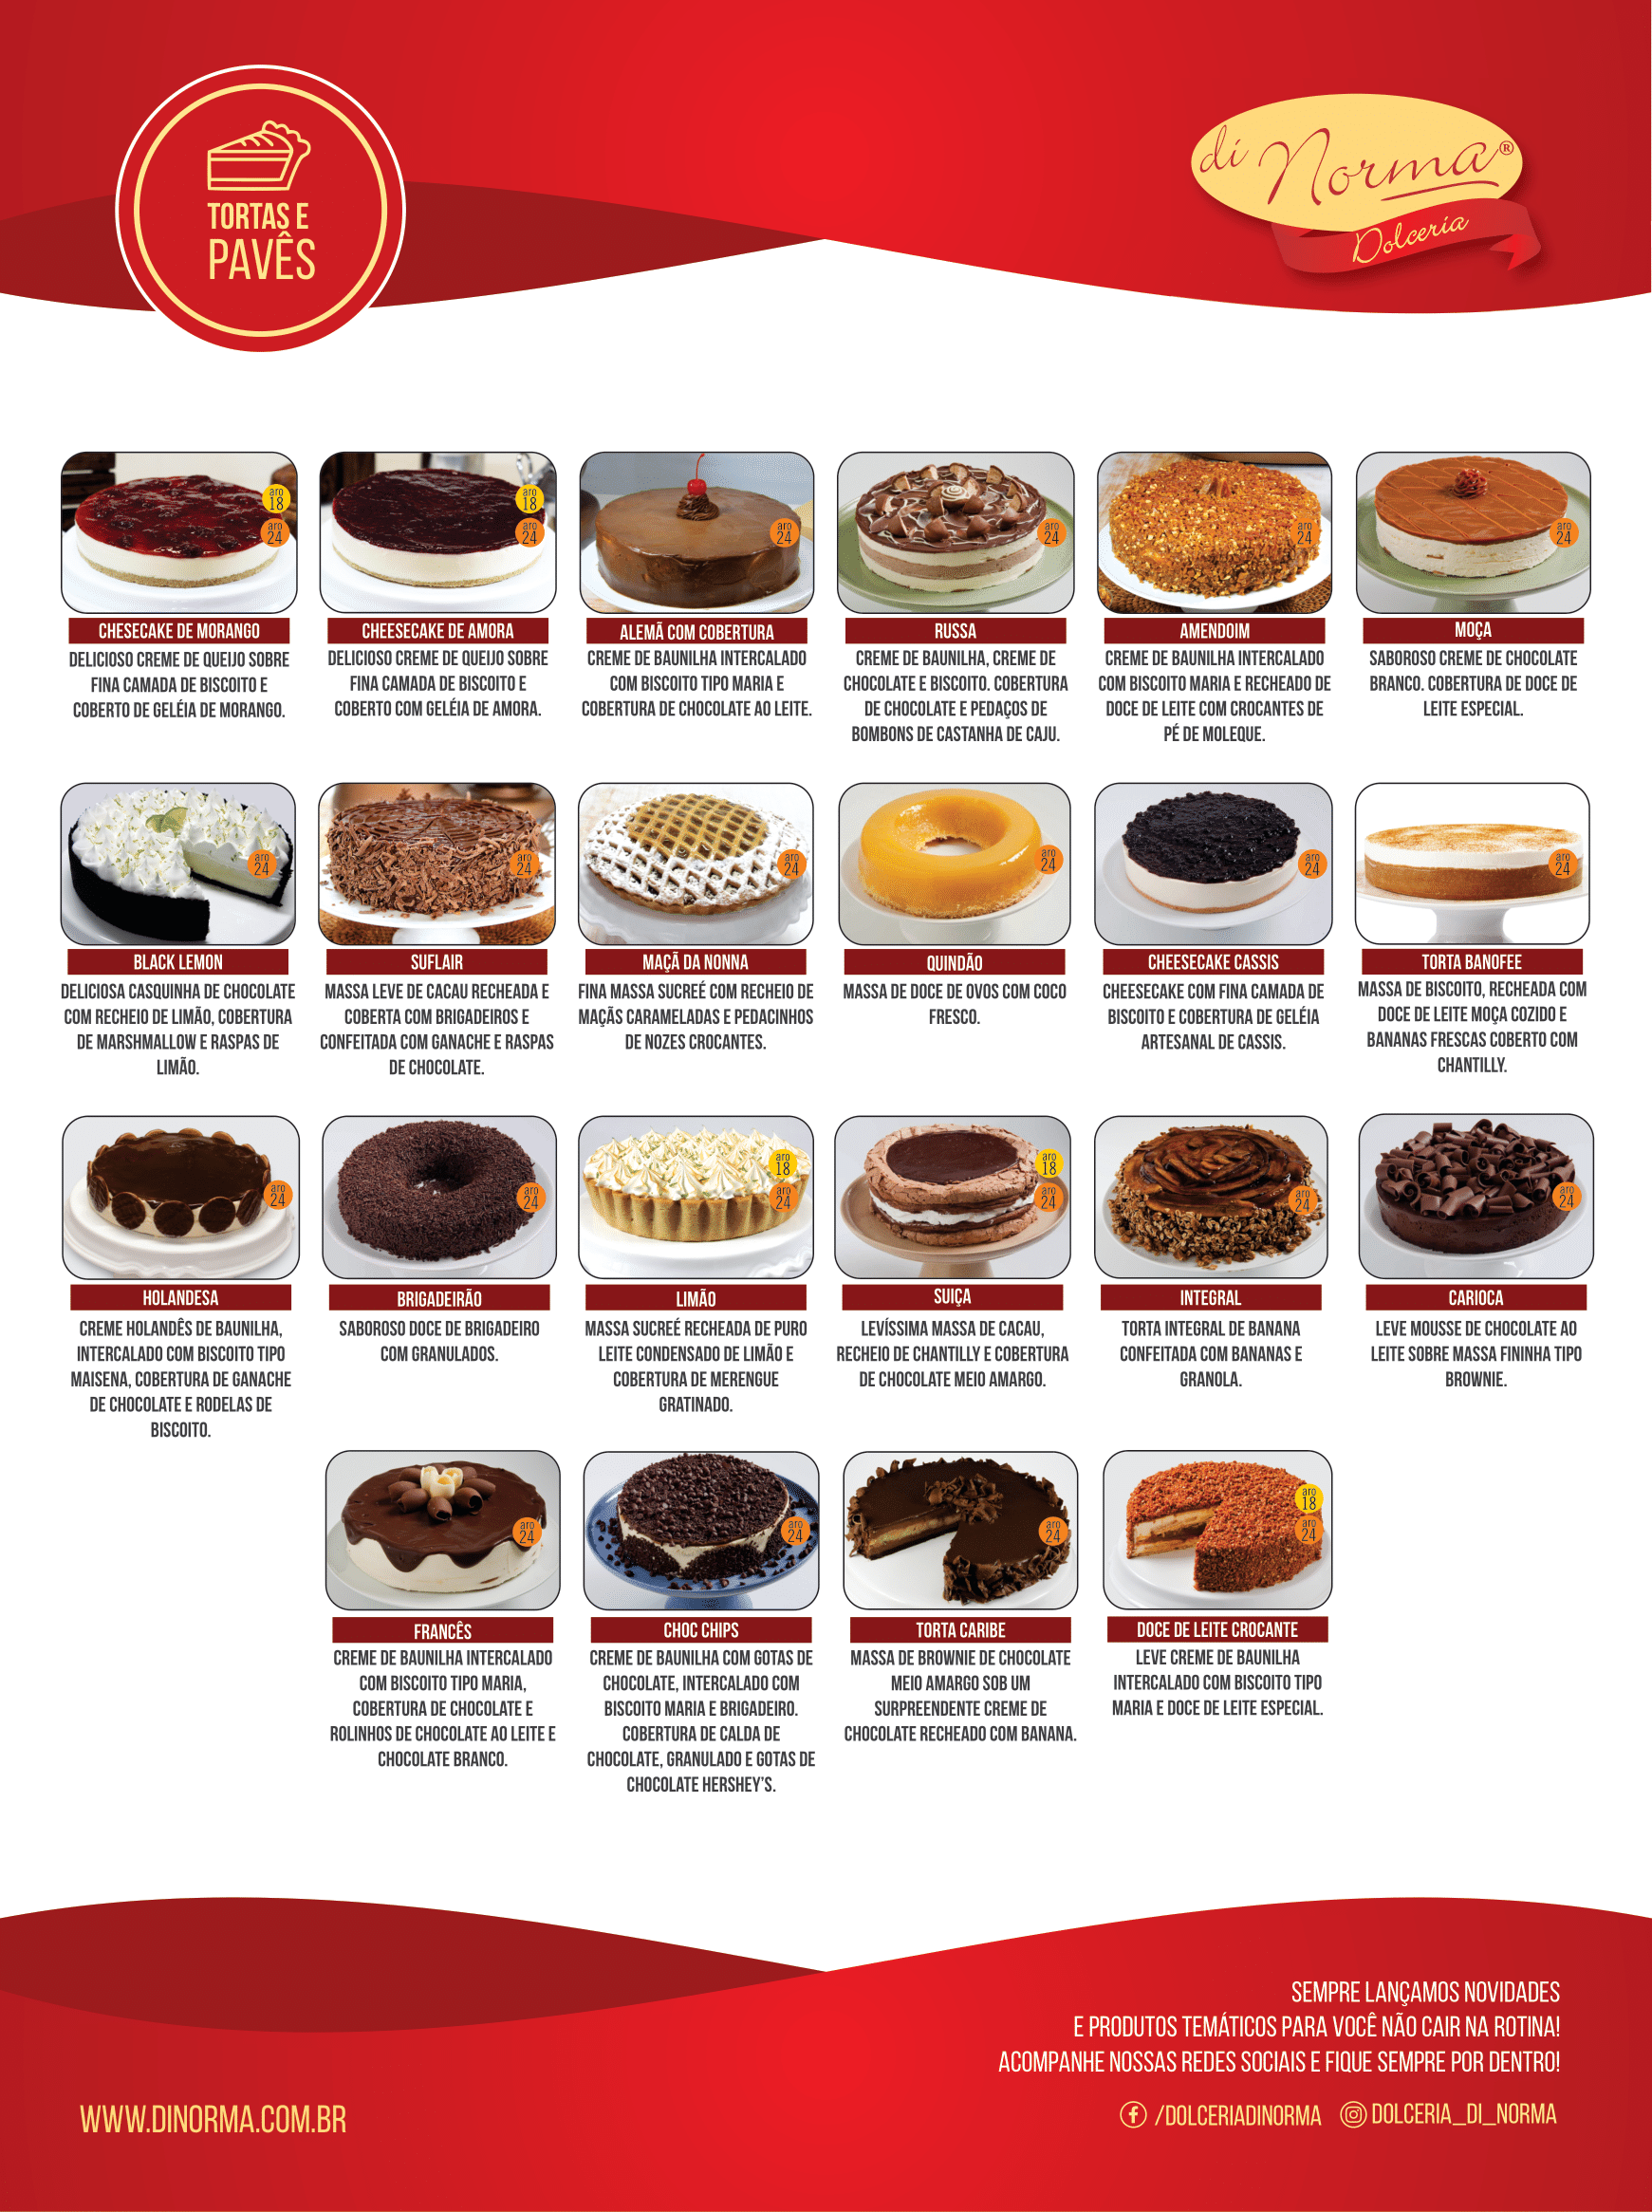 TORTAS E
PAVÊS
di Norma®
Dolceria
aro
18
aro
24
CHESECAKE DE MORANGO
DELICIOSO CREME DE QUEIJO SOBRE
FINA CAMADA DE BISCOITO E
COBERTO DE GELÉIA DE MORANGO.
aro
18
aro
24
CHEESECAKE DE AMORA
DELICIOSO CREME DE QUEIJO SOBRE
FINA CAMADA DE BISCOITO E
COBERTO COM GELÉIA DE AMORA.
aro
24
ALEMÃ COM COBERTURA
CREME DE BAUNILHA INTERCALADO
COM BISCOITO TIPO MARIA E
COBERTURA DE CHOCOLATE AO LEITE.
aro
24
RUSSA
CREME DE BAUNILHA, CREME DE
CHOCOLATE E BISCOITO. COBERTURA
DE CHOCOLATE E PEDAÇOS DE
BOMBONS DE CASTANHA DE CAJU.
aro
24
AMENDOIM
CREME DE BAUNILHA INTERCALADO
COM BISCOITO MARIA E RECHEADO DE
DOCE DE LEITE COM CROCANTES DE
PÉ DE MOLEQUE.
aro
24
MOÇA
SABOROSO CREME DE CHOCOLATE
BRANCO. COBERTURA DE DOCE DE
LEITE ESPECIAL.
aro
24
BLACK LEMON
DELICIOSA CASQUINHA DE CHOCOLATE
COM RECHEIO DE LIMÃO, COBERTURA
DE MARSHMALLOW E RASPAS DE
LIMÃO.
aro
24
SUFLAIR
MASSA LEVE DE CACAU RECHEADA E
COBERTA COM BRIGADEIROS E
CONFEITADA COM GANACHE E RASPAS
DE CHOCOLATE.
aro
24
MAÇÃ DA NONNA
FINA MASSA SUCREÉ COM RECHEIO DE
MAÇÃS CARAMELADAS E PEDACINHOS
DE NOZES CROCANTES.
aro
24
QUINDÃO
MASSA DE DOCE DE OVOS COM COCO
FRESCO.
aro
24
CHEESECAKE CASSIS
CHEESECAKE COM FINA CAMADA DE
BISCOITO E COBERTURA DE GELÉIA
ARTESANAL DE CASSIS.
aro
24
TORTA BANOFEE
MASSA DE BISCOITO, RECHEADA COM
DOCE DE LEITE MOÇA COZIDO E
BANANAS FRESCAS COBERTO COM
CHANTILLY.
aro
24
HOLANDESA
CREME HOLANDÊS DE BAUNILHA,
INTERCALADO COM BISCOITO TIPO
MAISENA, COBERTURA DE GANACHE
DE CHOCOLATE E RODELAS DE
BISCOITO.
aro
24
BRIGADEIRÃO
SABOROSO DOCE DE BRIGADEIRO
COM GRANULADOS.
aro
18
aro
24
LIMÃO
MASSA SUCREÉ RECHEADA DE PURO
LEITE CONDENSADO DE LIMÃO E
COBERTURA DE MERENGUE
GRATINADO.
aro
18
aro
24
SUIÇA
LEVÍSSIMA MASSA DE CACAU,
RECHEIO DE CHANTILLY E COBERTURA
DE CHOCOLATE MEIO AMARGO.
aro
24
INTEGRAL
TORTA INTEGRAL DE BANANA
CONFEITADA COM BANANAS E
GRANOLA.
aro
24
CARIOCA
LEVE MOUSSE DE CHOCOLATE AO
LEITE SOBRE MASSA FININHA TIPO
BROWNIE.
aro
24
FRANCÊS
CREME DE BAUNILHA INTERCALADO
COM BISCOITO TIPO MARIA,
COBERTURA DE CHOCOLATE E
ROLINHOS DE CHOCOLATE AO LEITE E
CHOCOLATE BRANCO.
aro
24
CHOC CHIPS
CREME DE BAUNILHA COM GOTAS DE
CHOCOLATE, INTERCALADO COM
BISCOITO MARIA E BRIGADEIRO.
COBERTURA DE CALDA DE
CHOCOLATE, GRANULADO E GOTAS DE
CHOCOLATE HERSHEY'S.
aro
24
TORTA CARIBE
MASSA DE BROWNIE DE CHOCOLATE
MEIO AMARGO SOB UM
SURPREENDENTE CREME DE
CHOCOLATE RECHEADO COM BANANA.
aro
18
aro
24
DOCE DE LEITE CROCANTE
LEVE CREME DE BAUNILHA
INTERCALADO COM BISCOITO TIPO
MARIA E DOCE DE LEITE ESPECIAL.
SEMPRE LANÇAMOS NOVIDADES
E PRODUTOS TEMÁTICOS PARA VOCÊ NÃO CAIR NA ROTINA!
ACOMPANHE NOSSAS REDES SOCIAIS E FIQUE SEMPRE POR DENTRO!
WWW.DINORMA.COM.BR
/DOLCERIADINORMA DOLCERIA_DI_NORMA